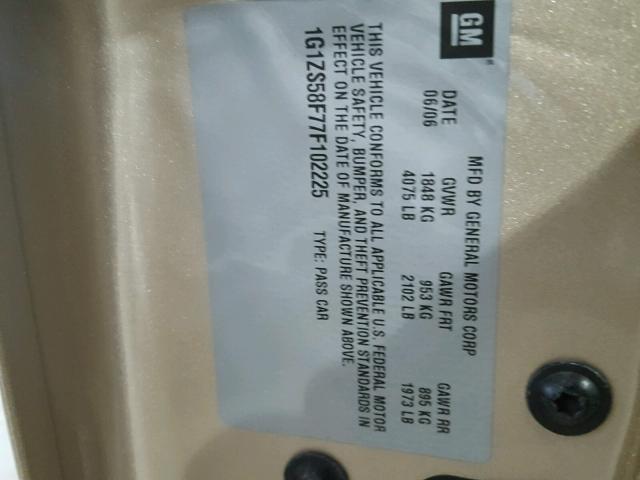 GM
MFD BY GENERAL MOTORS CORP
DATE GVWR GAWR FRT GAWR RR
06/06 1848 KG 953 KG 895 KG
4075 LB 2102 LB 1973 LB
THIS VEHICLE CONFORMS TO ALL APPLICABLE U.S. FEDERAL MOTOR
VEHICLE SAFETY, BUMPER, AND THEFT PREVENTION STANDARDS IN
EFFECT ON THE DATE OF MANUFACTURE SHOWN ABOVE.
1G1ZS58F77F102225 TYPE: PASS CAR